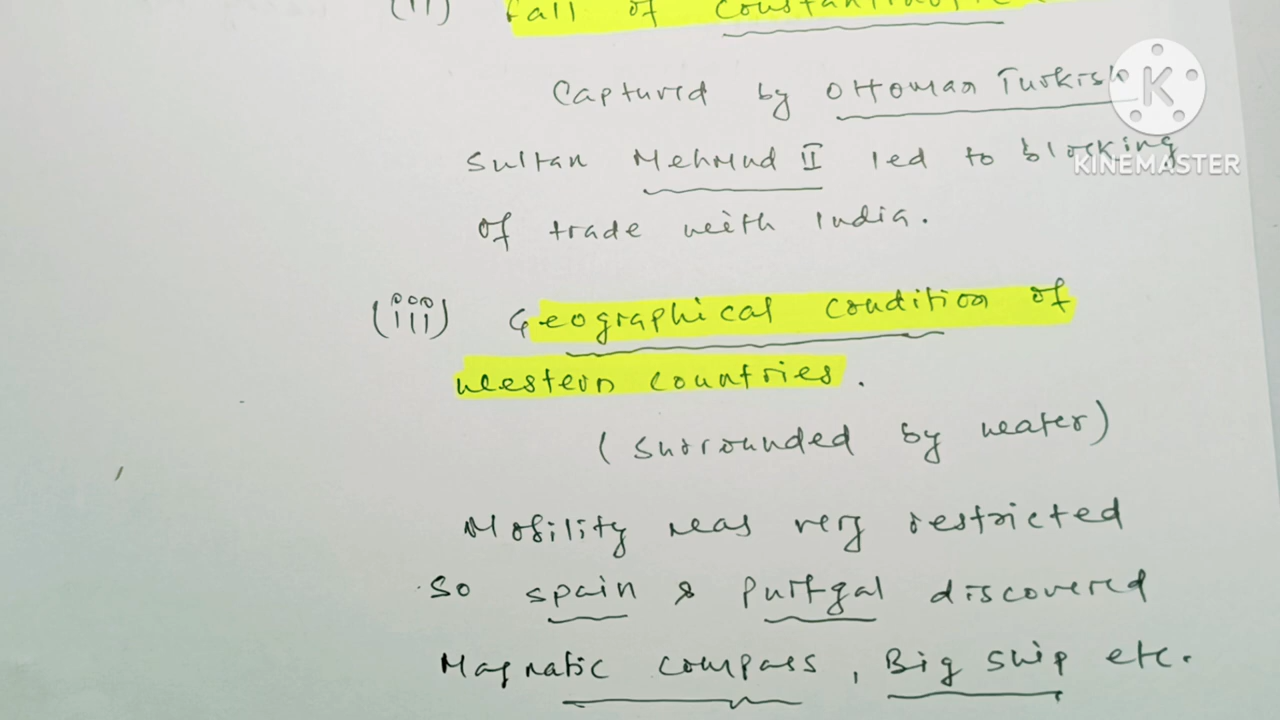 (ii) Fall of Constantinople
Captured by Ottoman Turkish
Sultan Mehmud II led to blocking
of trade with India.
(iii) Geographical condition of
western countries.
(Surrounded by water)
Mobility was very restricted
So spain & Purtgal discovered
Magnatic compass, Big ship etc.
K
KINEMASTER